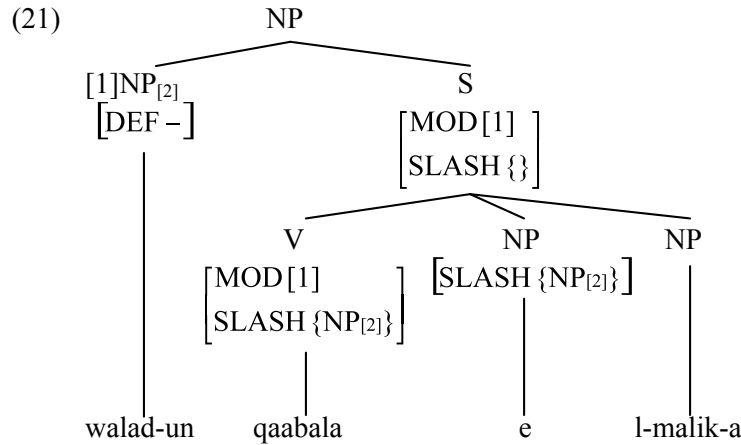 (21) NP
[1]NP[2] S
[DEF –] [MOD [1]
SLASH {}]
V NP NP
[MOD [1] [SLASH {NP[2]}]
SLASH {NP[2]}]
walad-un qaabala e l-malik-a